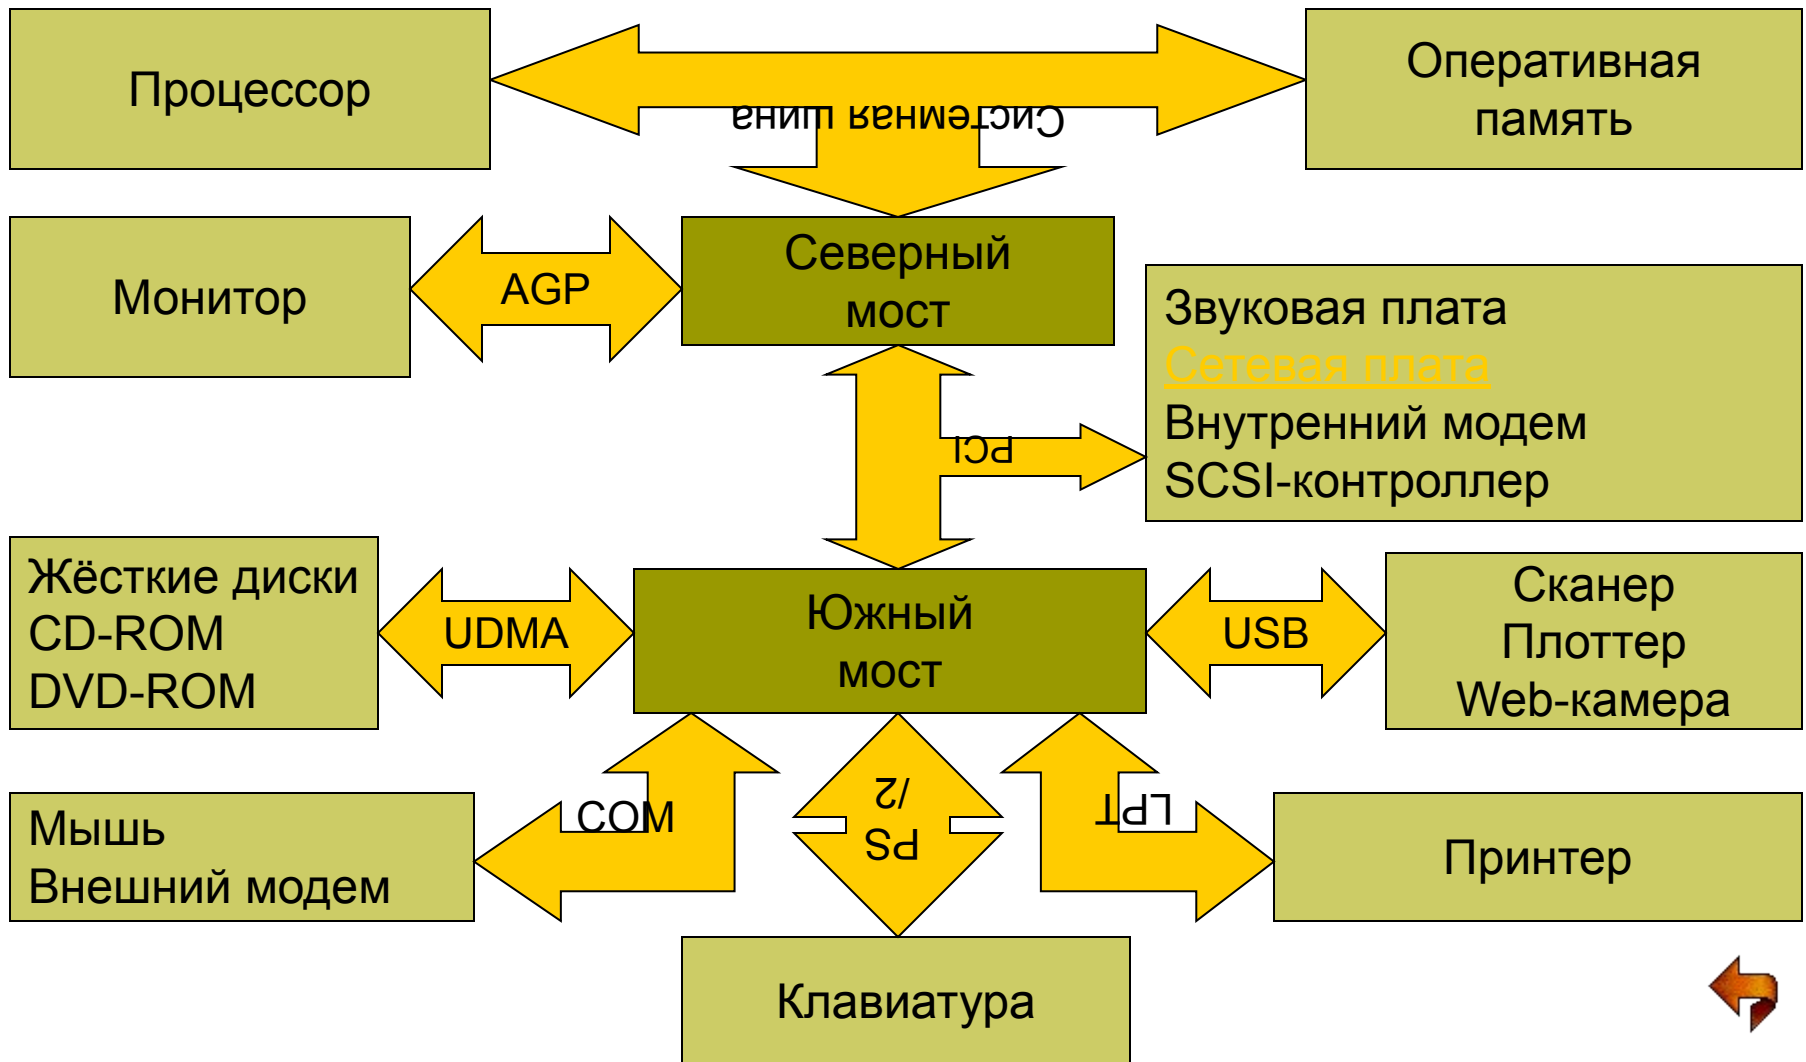 Процессор
Оперативная
память
Системная шина
Монитор
AGP
Северный
мост
Звуковая плата
Сетевая плата
Внутренний модем
SCSI-контроллер
PCI
Жёсткие диски
CD-ROM
DVD-ROM
UDMA
Южный
мост
USB
Сканер
Плоттер
Web-камера
Мышь
Внешний модем
COM
PS
/2
LPT
Принтер
Клавиатура